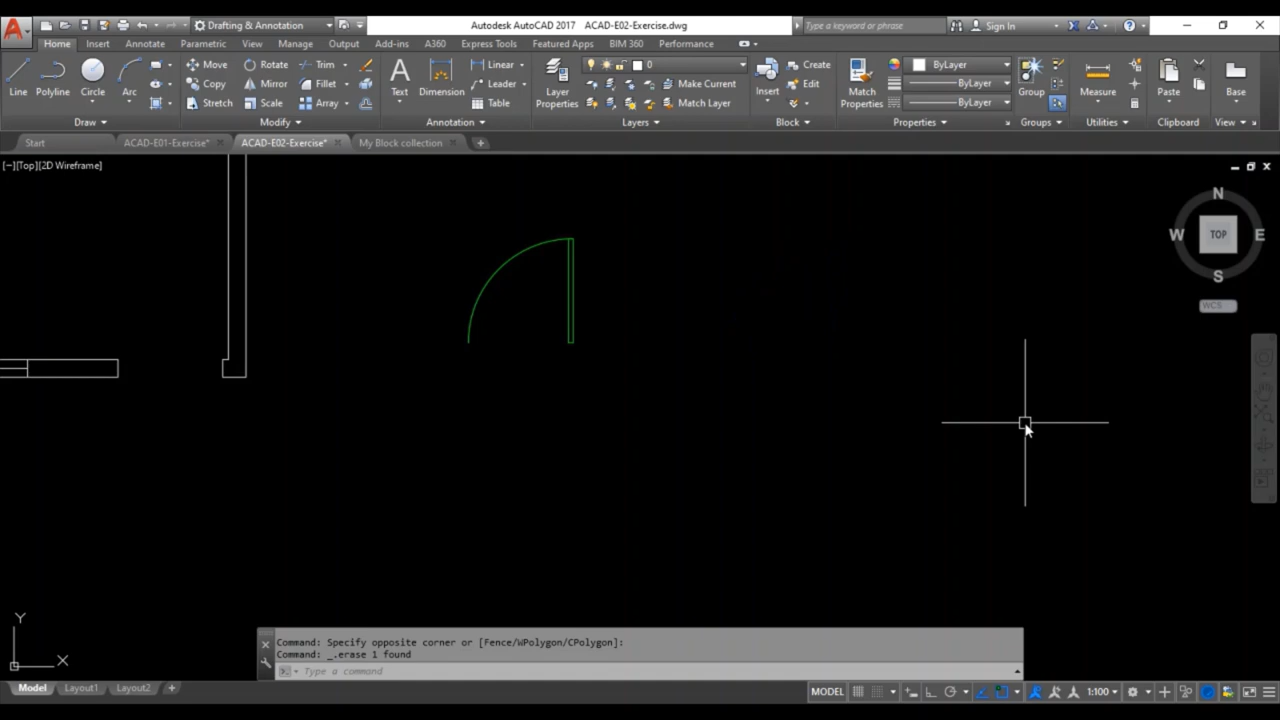 Drafting & Annotation
Autodesk AutoCAD 2017 ACAD-E02-Exercise.dwg
Type a keyword or phrase
Sign In
Home Insert Annotate Parametric View Manage Output Add-ins A360 Express Tools Featured Apps BIM 360 Performance
Line Polyline Circle Arc
Draw
Move Rotate Trim
Copy Mirror Fillet
Stretch Scale Array
Modify
Text Dimension
Linear
Leader
Table
Annotation
Layer Properties
0
Make Current
Match Layer
Layers
Insert
Create
Edit
Block
Match Properties
ByLayer
ByLayer
ByLayer
Properties
Group
Groups
Measure
Utilities
Paste
Clipboard
Base
View
Start ACAD-E01-Exercise* ACAD-E02-Exercise* My Block collection
[−][Top][2D Wireframe]
N
W TOP E
S
WCS
Y
X
Command: Specify opposite corner or [Fence/WPolygon/CPolygon]:
Command: _.erase 1 found
Type a command
Model Layout1 Layout2
MODEL 1:100